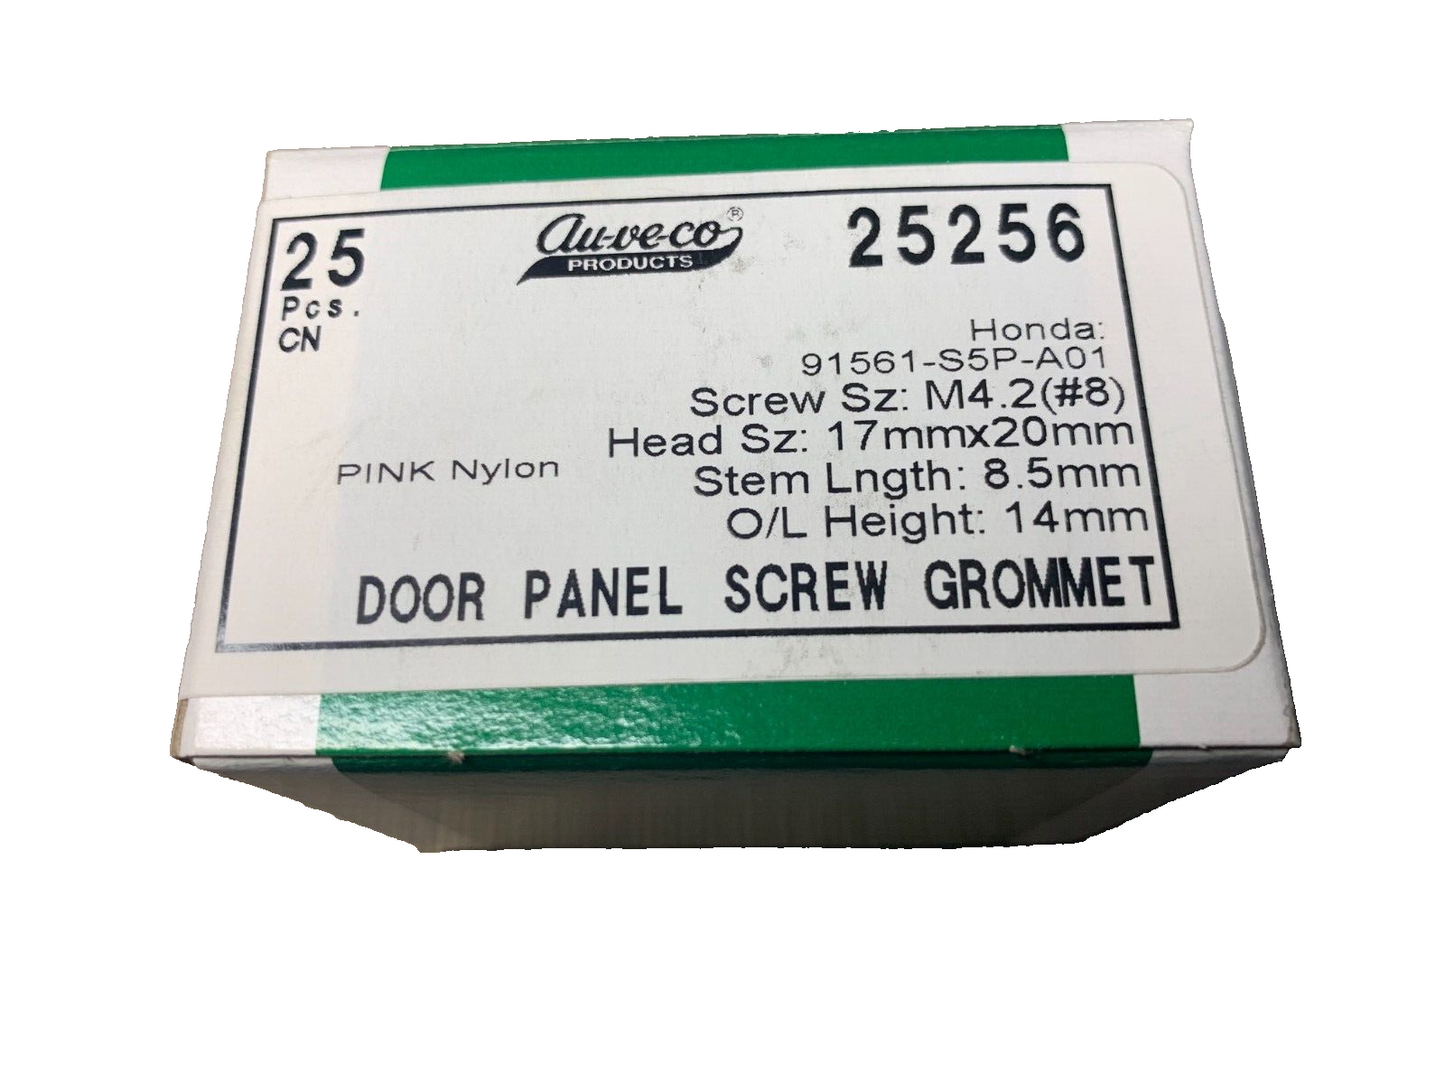 25
Pcs.
CN
au-ve-co®
PRODUCTS
25256
Honda:
91561-S5P-A01
Screw Sz: M4.2(#8)
Head Sz: 17mmx20mm
PINK Nylon
Stem Lngth: 8.5mm
O/L Height: 14mm
DOOR PANEL SCREW GROMMET